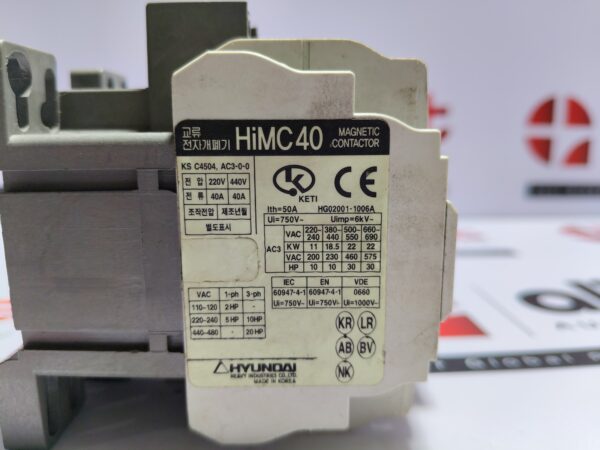 교류
전자개폐기 HiMC 40 MAGNETIC CONTACTOR
KS C4504, AC3-0-0
전 압 220V 440V
전 류 40A 40A
조작전압 제조년월
별도표시
K
KETI
CE
Ith=50A HG02001-1006A
Ui=750V~ Uimp=6kV~
AC3
VAC 220-240 380-440 500-550 660-690
KW 11 18.5 22 22
VAC 200 230 460 575
HP 10 10 30 30
IEC EN VDE
60947-4-1 60947-4-1 0660
Ui=750V~ Ui=750V~ Ui=1000V~
VAC 1-ph 3-ph
110-120 2HP -
220-240 5HP 10HP
440-480 - 20HP
KR LR
AB BV
NK
HYUNDAI
HEAVY INDUSTRIES CO., LTD.
MADE IN KOREA